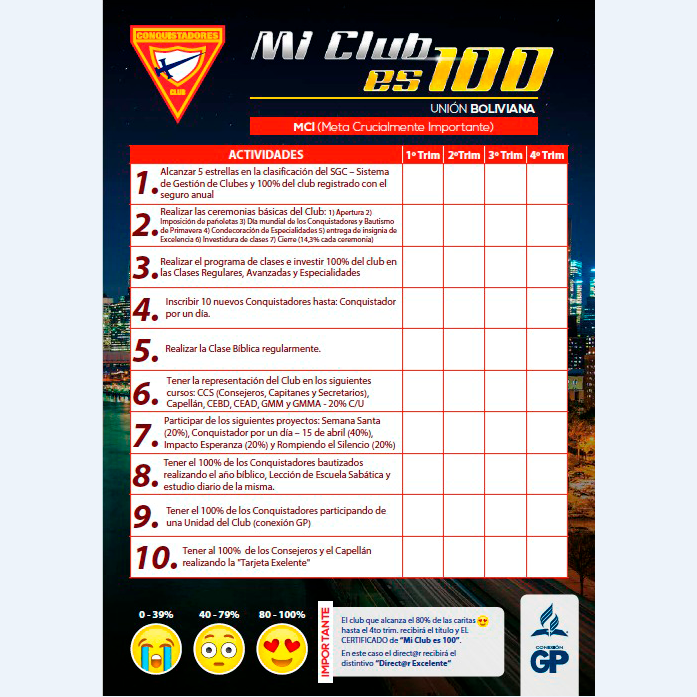 CONQUISTADORES
CLUB
Mi Club
es 100
UNIÓN BOLIVIANA
MCI (Meta Crucialmente Importante)
ACTIVIDADES 1º Trim 2ºTrim 3º Trim 4º Trim
1. Alcanzar 5 estrellas en la clasificación del SGC – Sistema
de Gestión de Clubes y 100% del club registrado con el
seguro anual
2. Realizar las ceremonias básicas del Club: 1) Apertura 2)
Imposición de pañoletas 3) Día mundial de los Conquistadores y Bautismo
de Primavera 4) Condecoración de Especialidades 5) entrega de insignia de
Excelencia 6) Investidura de clases 7) Cierre (14,3% cada ceremonia)
3. Realizar el programa de clases e investir 100% del club en
las Clases Regulares, Avanzadas y Especialidades
4. Inscribir 10 nuevos Conquistadores hasta: Conquistador
por un día.
5. Realizar la Clase Bíblica regularmente.
6. Tener la representación del Club en los siguientes
cursos: CCS (Consejeros, Capitanes y Secretarios),
Capellán, CEBD, CEAD, GMM y GMMA - 20% C/U
7. Participar de los siguientes proyectos: Semana Santa
(20%), Conquistador por un día – 15 de abril (40%),
Impacto Esperanza (20%) y Rompiendo el Silencio (20%)
8. Tener el 100% de los Conquistadores bautizados
realizando el año bíblico, Lección de Escuela Sabática y
estudio diario de la misma.
9. Tener el 100% de los Conquistadores participando de
una Unidad del Club (conexión GP)
10. Tener al 100% de los Consejeros y el Capellán
realizando la "Tarjeta Exelente"
0 - 39% 40 - 79% 80 - 100%
IMPORTANTE
El club que alcanza el 80% de las caritas
hasta el 4to trim. recibirá el título y EL
CERTIFICADO de “Mi Club es 100”.
En este caso el direct@r recibirá el
distintivo “Direct@r Excelente”
CONEXIÓN
GP